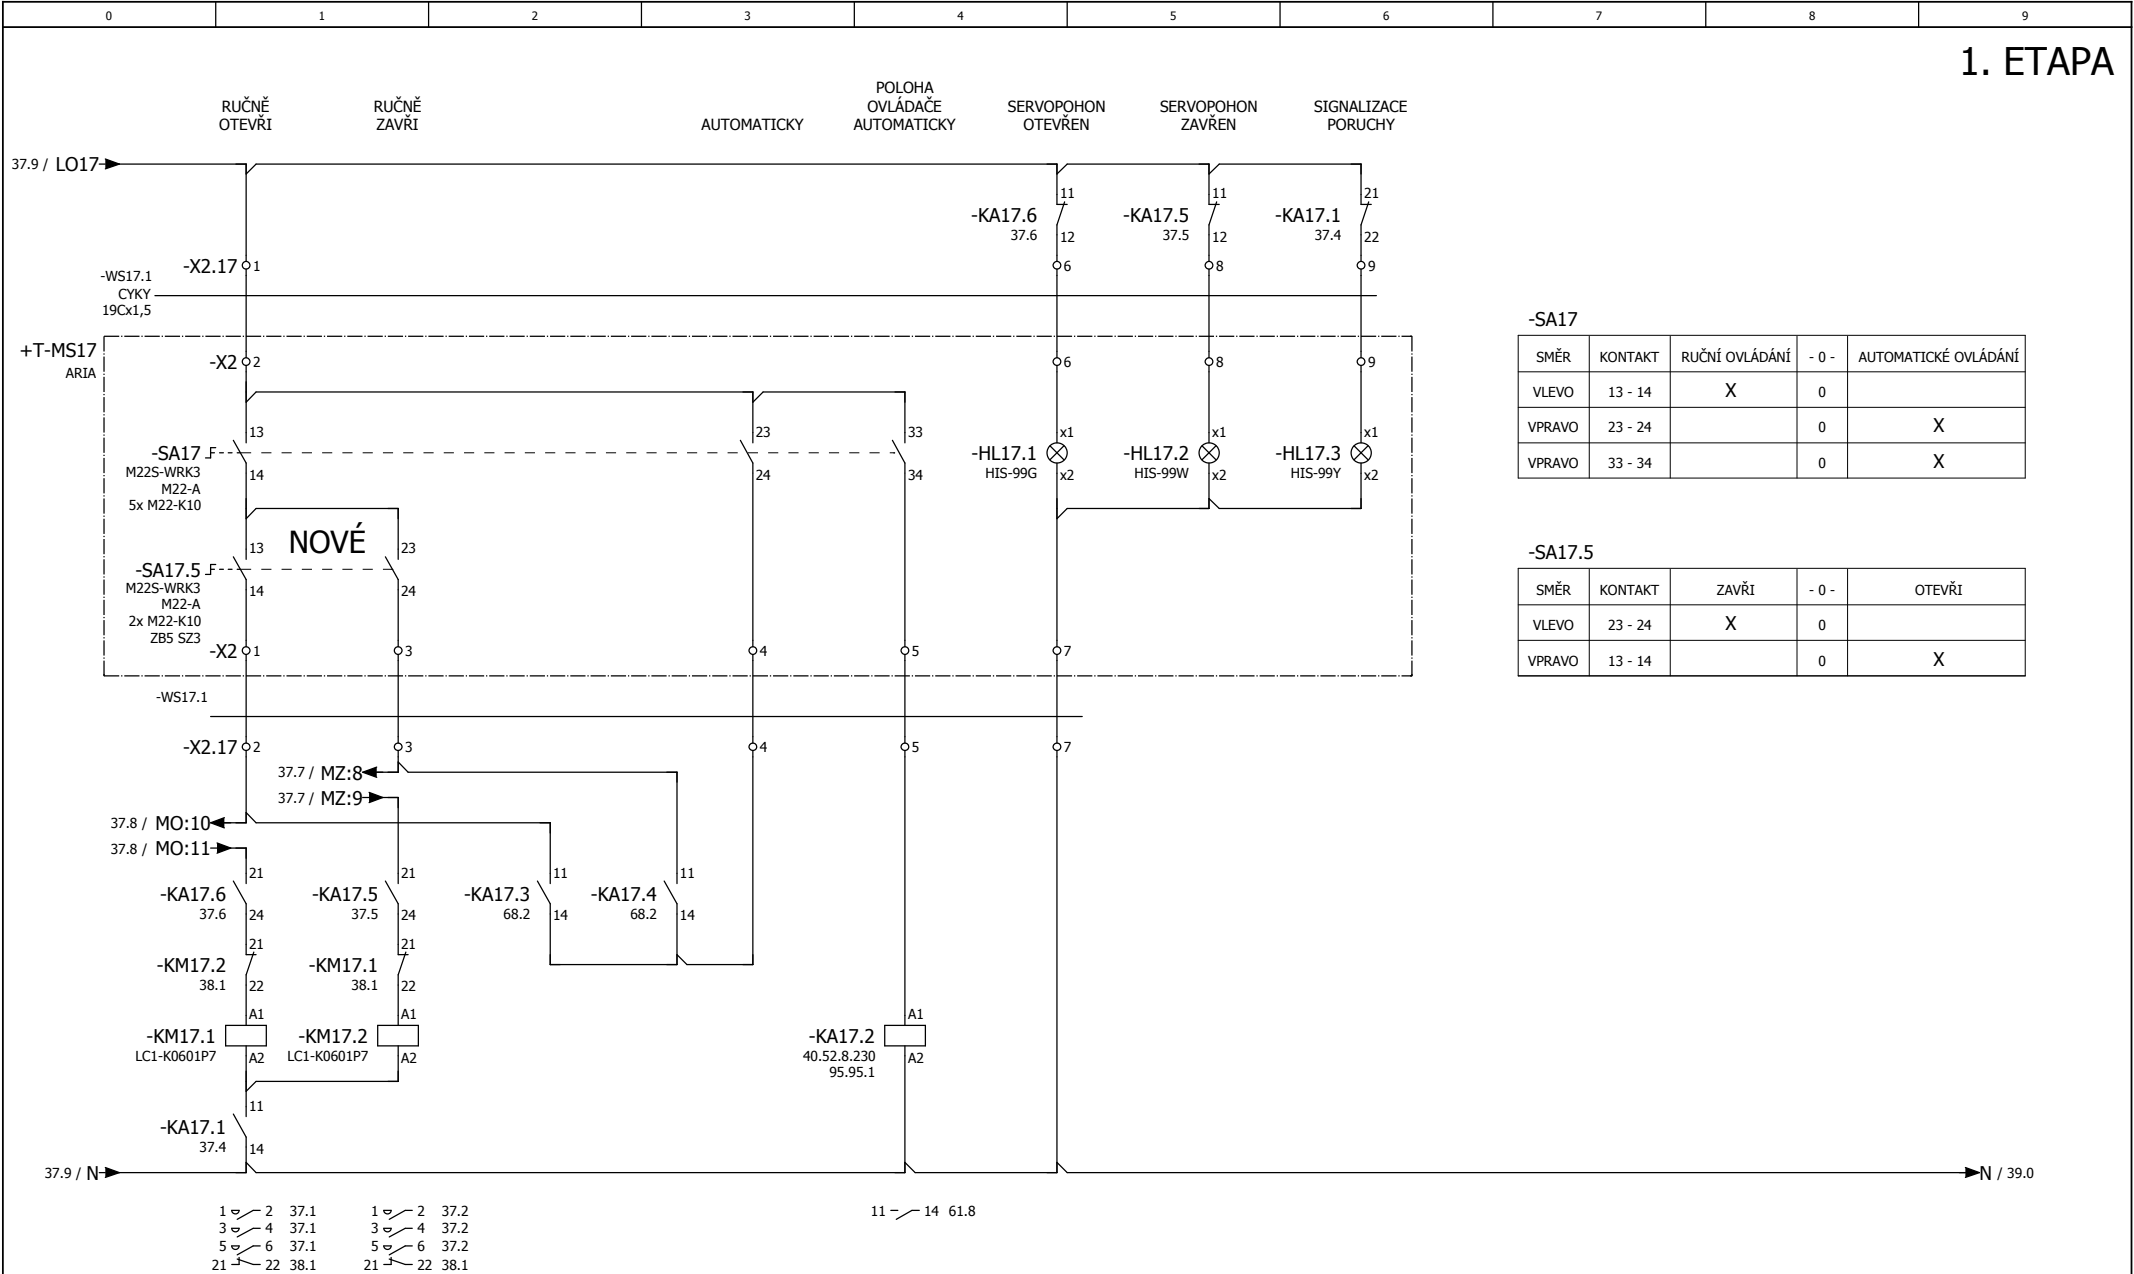 0 1 2 3 4 5 6 7 8 9
1. ETAPA
RUČNĚ
OTEVŘI
RUČNĚ
ZAVŘI
AUTOMATICKY
POLOHA
OVLÁDAČE
AUTOMATICKY
SERVOPOHON
OTEVŘEN
SERVOPOHON
ZAVŘEN
SIGNALIZACE
PORUCHY
37.9 / LO17
-KA17.6
37.6
11
12
-KA17.5
37.5
11
12
-KA17.1
37.4
21
22
-X2.17 1 6 8 9
-WS17.1
CYKY
19Cx1,5
+T-MS17
ARIA
-X2 2 6 8 9
13 23 33
-SA17
M22S-WRK3
M22-A
5x M22-K10
14 24 34
-HL17.1
HIS-99G
x1
x2
-HL17.2
HIS-99W
x1
x2
-HL17.3
HIS-99Y
x1
x2
NOVÉ
13 23
-SA17.5
M22S-WRK3
M22-A
2x M22-K10
ZB5 SZ3
14 24
-X2 1 3 4 5 7
-WS17.1
-X2.17 2 3 4 5 7
37.7 / MZ:8
37.7 / MZ:9
37.8 / MO:10
37.8 / MO:11
-KA17.6
37.6
21
24
-KA17.5
37.5
21
24
-KA17.3
68.2
11
14
-KA17.4
68.2
11
14
-KM17.2
38.1
21
22
-KM17.1
38.1
21
22
-KM17.1
LC1-K0601P7
A1
A2
-KM17.2
LC1-K0601P7
A1
A2
-KA17.2
40.52.8.230
95.95.1
A1
A2
-KA17.1
37.4
11
14
37.9 / N
N / 39.0
1 2 37.1
3 4 37.1
5 6 37.1
21 22 38.1
1 2 37.2
3 4 37.2
5 6 37.2
21 22 38.1
11 14 61.8
-SA17
SMĚR KONTAKT RUČNÍ OVLÁDÁNÍ - 0 - AUTOMATICKÉ OVLÁDÁNÍ
VLEVO 13 - 14 X 0
VPRAVO 23 - 24 0 X
VPRAVO 33 - 34 0 X
-SA17.5
SMĚR KONTAKT ZAVŘI - 0 - OTEVŘI
VLEVO 23 - 24 X 0
VPRAVO 13 - 14 0 X